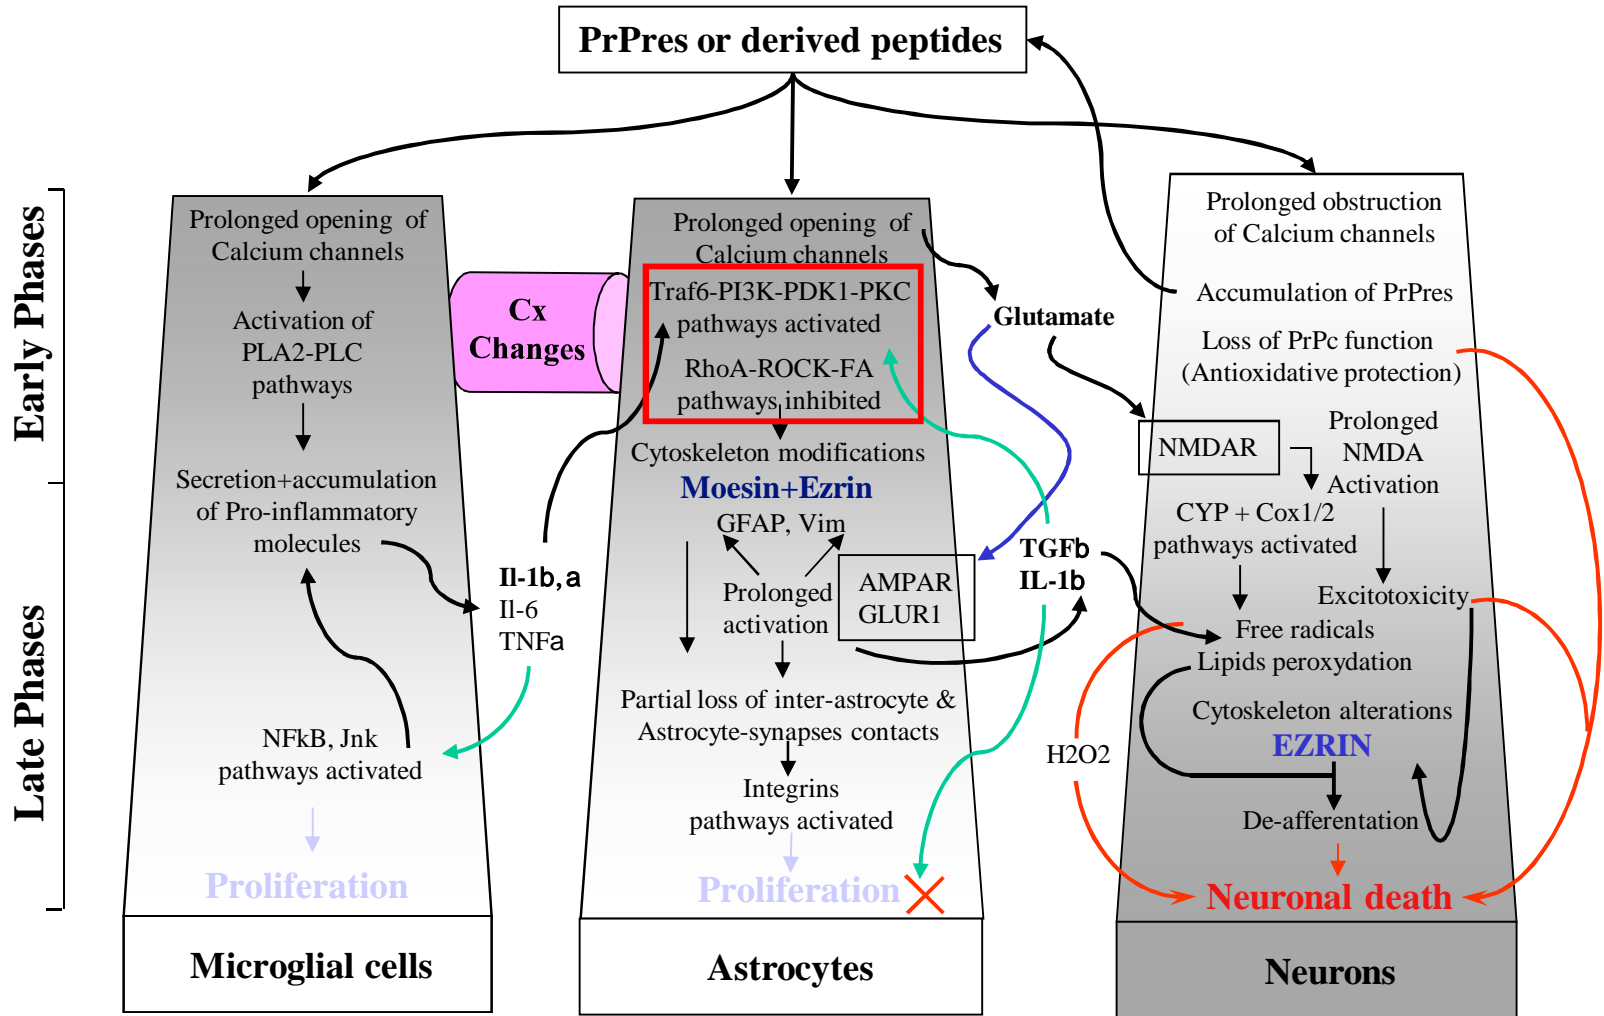 PrPres or derived peptides
Early Phases
Late Phases
Prolonged opening of
Calcium channels
Activation of
PLA2-PLC
pathways
Secretion+accumulation
of Pro-inflammatory
molecules
NFkB, Jnk
pathways activated
Proliferation
Microglial cells
Cx
Changes
Il-1b,a
Il-6
TNFa
Prolonged opening of
Calcium channels
Traf6-PI3K-PDK1-PKC
pathways activated
RhoA-ROCK-FA
pathways inhibited
Cytoskeleton modifications
Moesin+Ezrin
GFAP, Vim
Prolonged
activation
AMPAR
GLUR1
Partial loss of inter-astrocyte &
Astrocyte-synapses contacts
Integrins
pathways activated
Proliferation
Astrocytes
Glutamate
TGFb
IL-1b
H2O2
Prolonged obstruction
of Calcium channels
Accumulation of PrPres
Loss of PrPc function
(Antioxidative protection)
NMDAR
Prolonged
NMDA
Activation
CYP + Cox1/2
pathways activated
Excitotoxicity
Free radicals
Lipids peroxydation
Cytoskeleton alterations
EZRIN
De-afferentation
Neuronal death
Neurons